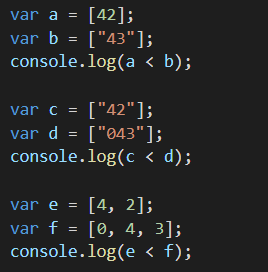 var a = [42];
var b = ["43"];
console.log(a < b);

var c = ["42"];
var d = ["043"];
console.log(c < d);

var e = [4, 2];
var f = [0, 4, 3];
console.log(e < f);